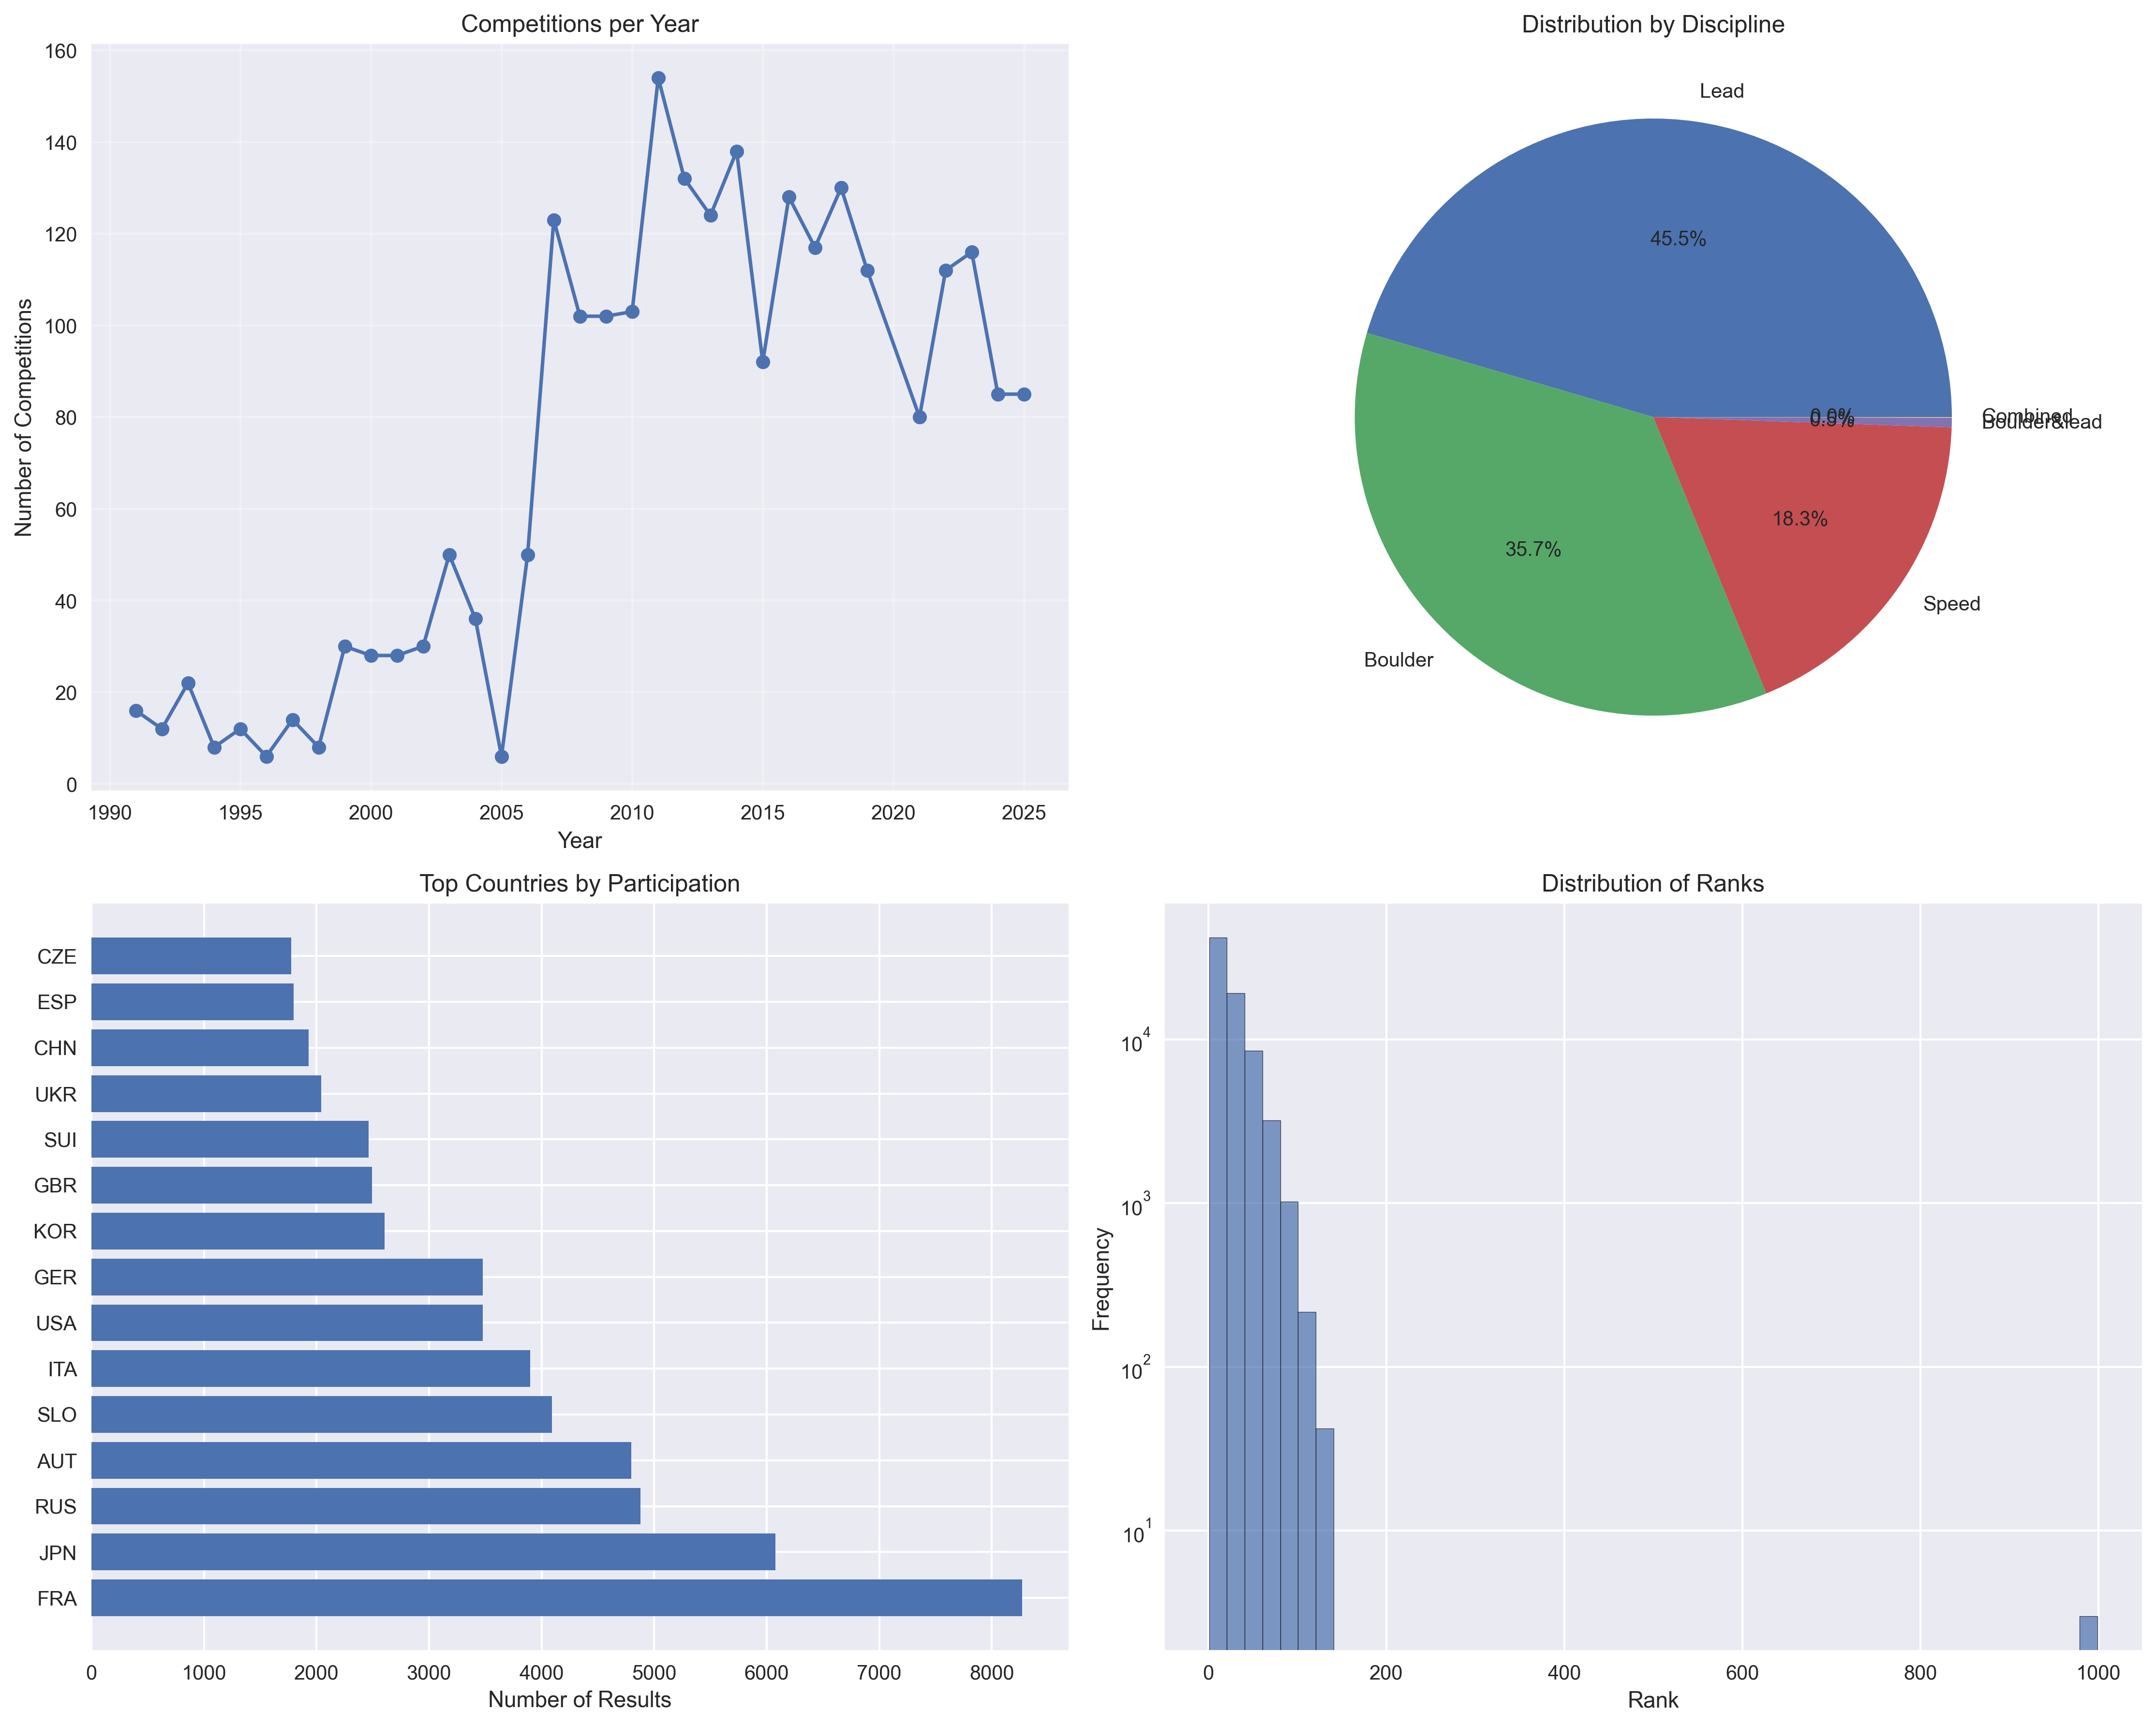 Competitions per Year
160
140
120
100
80
60
40
20
0
Number of Competitions
1990 1995 2000 2005 2010 2015 2020 2025
Year
Distribution by Discipline
Lead
45.5%
Combined
0.0%
Boulder&lead
0.5%
18.3%
35.7%
Speed
Boulder
Top Countries by Participation
CZE
ESP
CHN
UKR
SUI
GBR
KOR
GER
USA
ITA
SLO
AUT
RUS
JPN
FRA
0 1000 2000 3000 4000 5000 6000 7000 8000
Number of Results
Distribution of Ranks
10^4
10^3
10^2
10^1
Frequency
0 200 400 600 800 1000
Rank